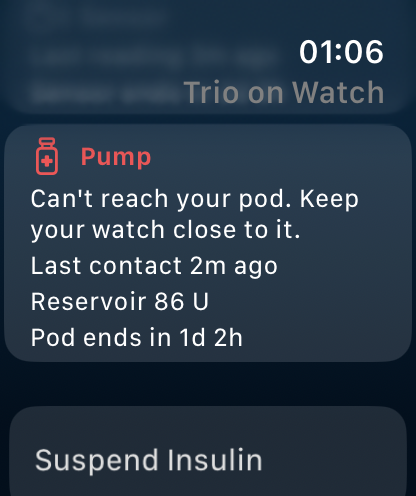 01:06
Trio on Watch
Pump
Can't reach your pod. Keep
your watch close to it.
Last contact 2m ago
Reservoir 86 U
Pod ends in 1d 2h
Suspend Insulin